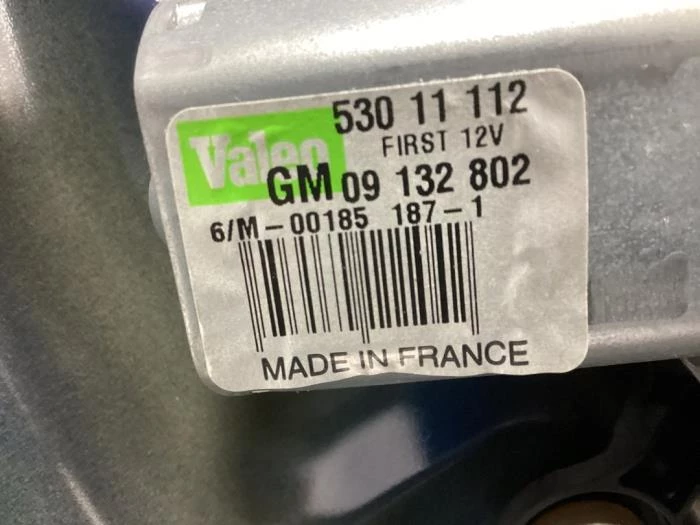 530 11 112
Valeo
FIRST 12V
GM 09 132 802
6/M-00185 187-1
MADE IN FRANCE